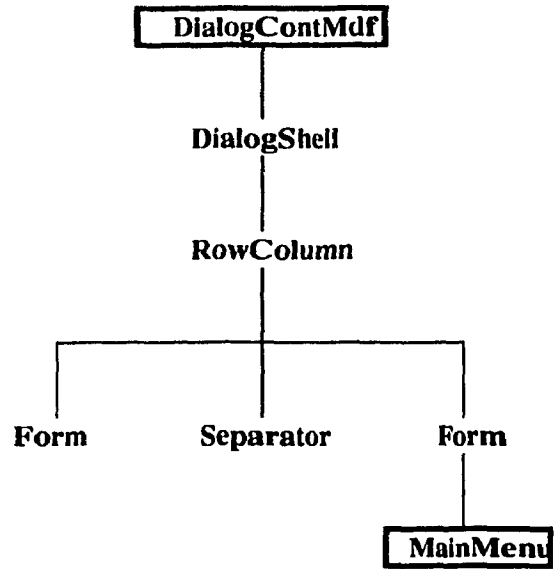 DialogContMdf
DialogShell
RowColumn
Form Separator Form
MainMenu